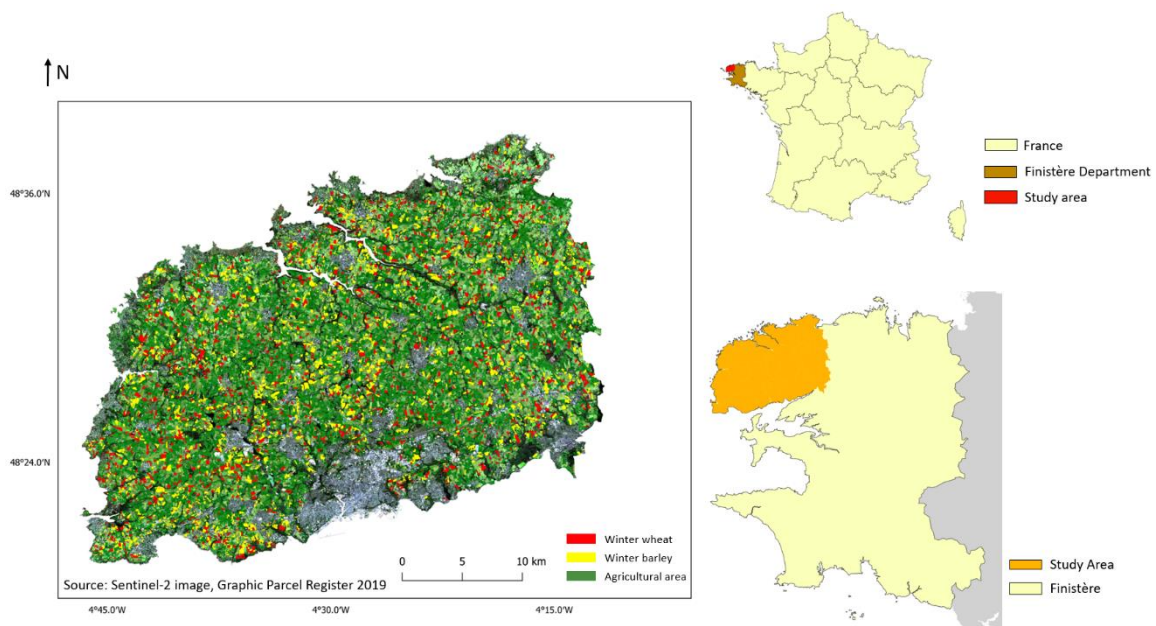 N
48°36.0'N
48°24.0'N
Winter wheat
Winter barley
Agricultural area
0 5 10 km
Source: Sentinel-2 image, Graphic Parcel Register 2019
4°45.0'W 4°30.0'W 4°15.0'W
France
Finistère Department
Study area
Study Area
Finistère